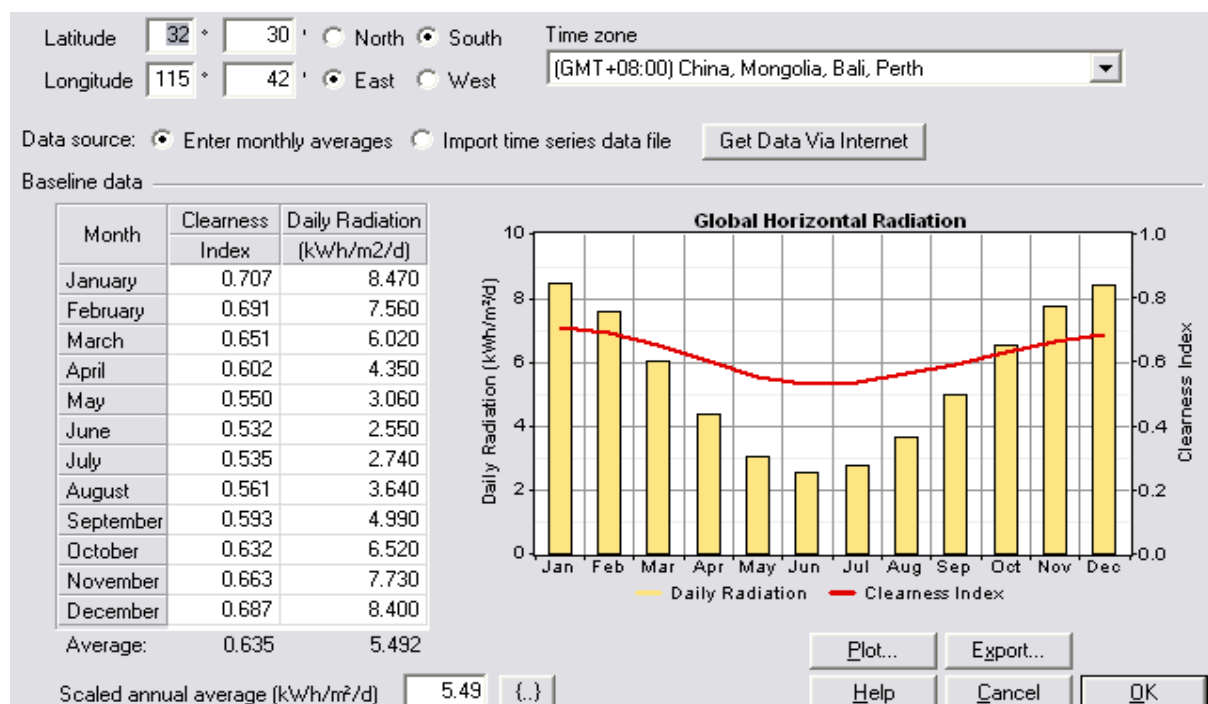 Latitude 32 ° 30 ' North South Time zone
Longitude 115 ° 42 ' East West (GMT+08:00) China, Mongolia, Bali, Perth
Data source: Enter monthly averages Import time series data file Get Data Via Internet
Baseline data
Month Clearness Index Daily Radiation (kWh/m2/d)
January 0.707 8.470
February 0.691 7.560
March 0.651 6.020
April 0.602 4.350
May 0.550 3.060
June 0.532 2.550
July 0.535 2.740
August 0.561 3.640
September 0.593 4.990
October 0.632 6.520
November 0.663 7.730
December 0.687 8.400
Average: 0.635 5.492
Scaled annual average (kWh/m²/d) 5.49 {..}
Global Horizontal Radiation
Daily Radiation (kWh/m²/d)
10
8
6
4
2
0
1.0
0.8
0.6
0.4
0.2
0.0
Clearness Index
Jan Feb Mar Apr May Jun Jul Aug Sep Oct Nov Dec
Daily Radiation Clearness Index
Plot... Export...
Help Cancel OK